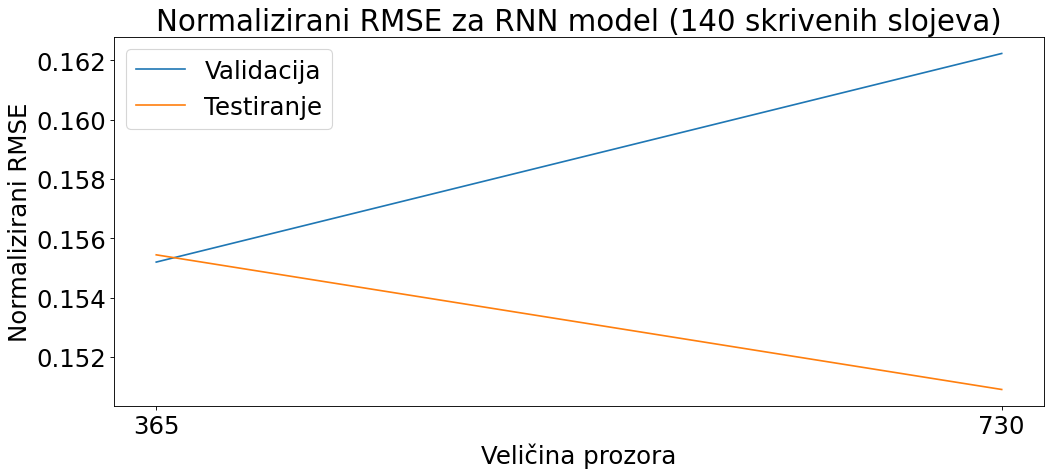 Normalizirani RMSE za RNN model (140 skrivenih slojeva)
Validacija
Testiranje
Normalizirani RMSE
0.162
0.160
0.158
0.156
0.154
0.152
365
730
Veličina prozora